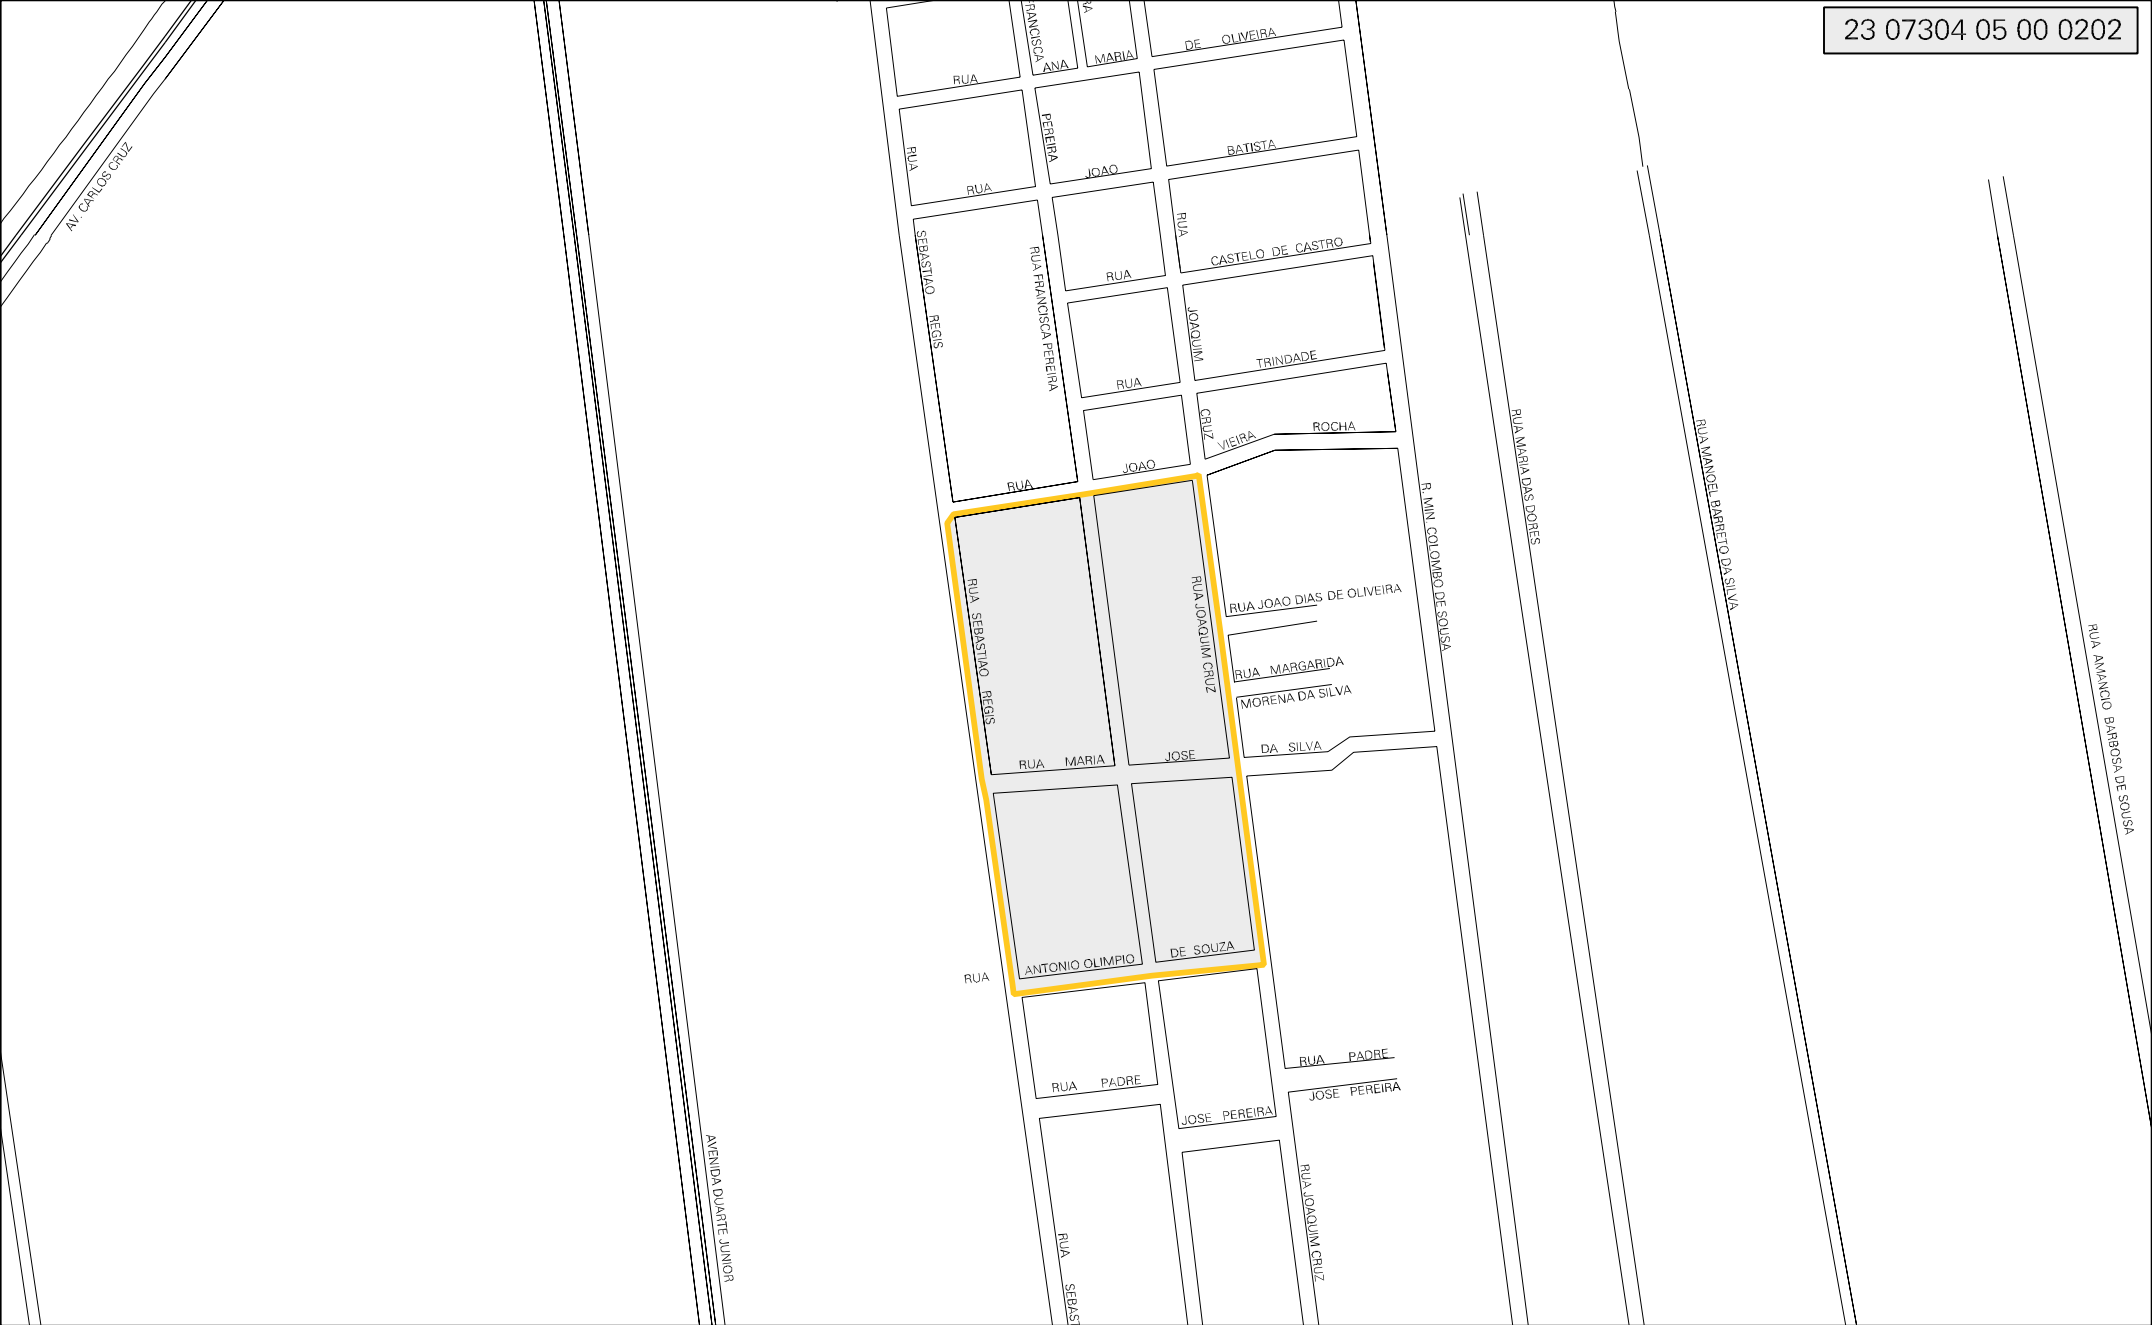 23 07304 05 00 0202
FRANCISCA
RA
DE OLIVEIRA
MARIA
ANA
RUA
AV. CARLOS CRUZ
PEREIRA
BATISTA
RUA
JOAO
RUA
RUA
CASTELO DE CASTRO
SEBASTIAO REGIS
RUA FRANCISCA PEREIRA
RUA
JOAQUIM
TRINDADE
RUA
CRUZ
VIEIRA
ROCHA
JOAO
RUA
RUA MARIA DAS DORES
RUA MANOEL BARRETO DA SILVA
R. MIN COLOMBO DE SOUSA
RUA SEBASTIAO REGIS
RUA JOAQUIM CRUZ
RUA JOAO DIAS DE OLIVEIRA
RUA MARGARIDA
MORENA DA SILVA
RUA AMANCIO BARBOSA DE SOUSA
RUA MARIA
JOSE
DA SILVA
RUA
ANTONIO OLIMPIO
DE SOUZA
RUA PADRE
JOSE PEREIRA
RUA PADRE
JOSE PEREIRA
AVENIDA DUARTE JUNIOR
RUA JOAQUIM CRUZ
RUA
SEBAST